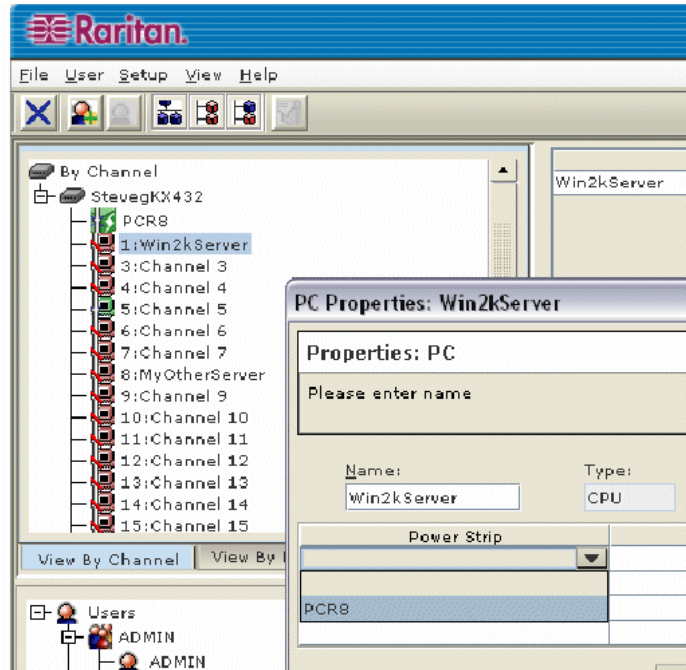 Raritan.
File User Setup View Help
By Channel
StevegKX432
PCR8
1:Win2kServer
3:Channel 3
4:Channel 4
5:Channel 5
6:Channel 6
7:Channel 7
8:MyOtherServer
9:Channel 9
10:Channel 10
11:Channel 11
12:Channel 12
13:Channel 13
14:Channel 14
15:Channel 15
View By Channel View By
Users
ADMIN
ADMIN
Win2kServer
PC Properties: Win2kServer
Properties: PC
Please enter name
Name: Type:
Win2kServer CPU
Power Strip
PCR8